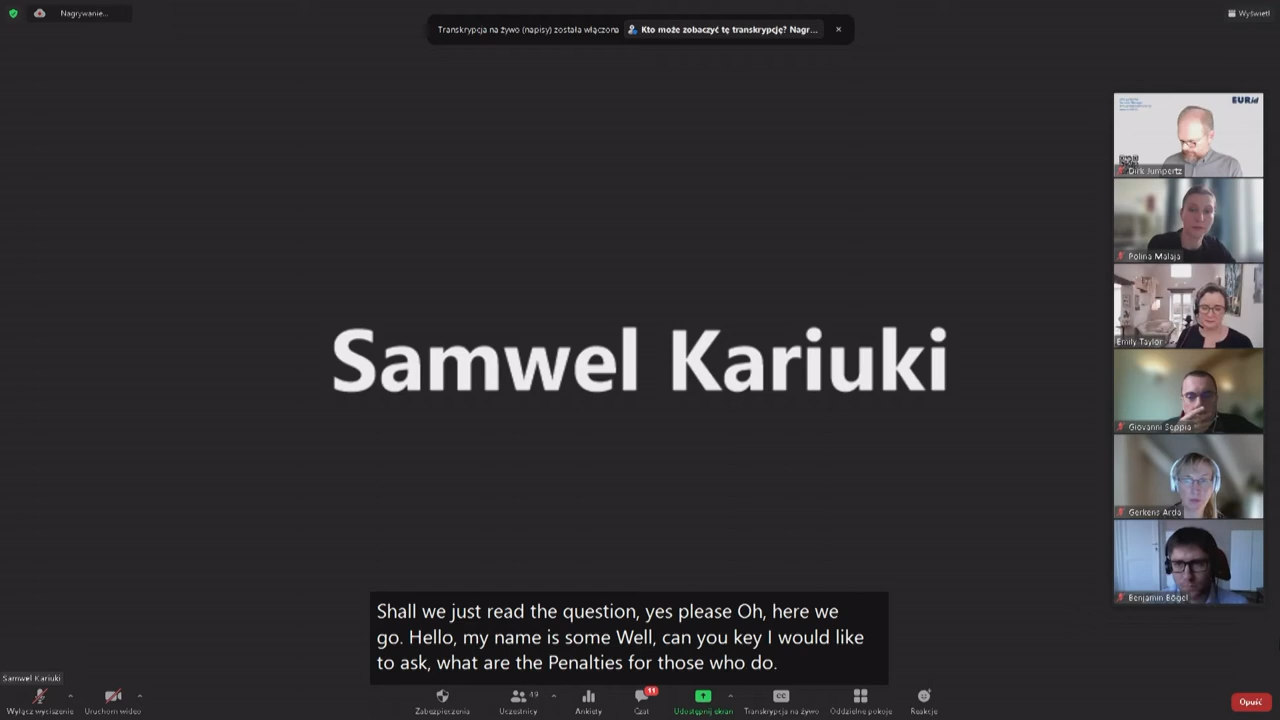 Nagrywanie...
Transkrypcja na żywo (napisy) została włączona
Kto może zobaczyć tę transkrypcję? Nagr...
Wyświetl
EURid
Dirk Jumpertz
Polina Malaja
Emily Taylor
Giovanni Seppia
Gerkens Arda
Benjamin Bögel
Samwel Kariuki
Shall we just read the question, yes please Oh, here we
go. Hello, my name is some Well, can you key I would like
to ask, what are the Penalties for those who do.
Samwel Kariuki
Wyłącz wyciszenie
Uruchom wideo
Zabezpieczenia
49
Uczestnicy
Ankiety
11
Czat
Udostępnij ekran
CC
Transkrypcja na żywo
Oddzielne pokoje
Reakcje
Opuść